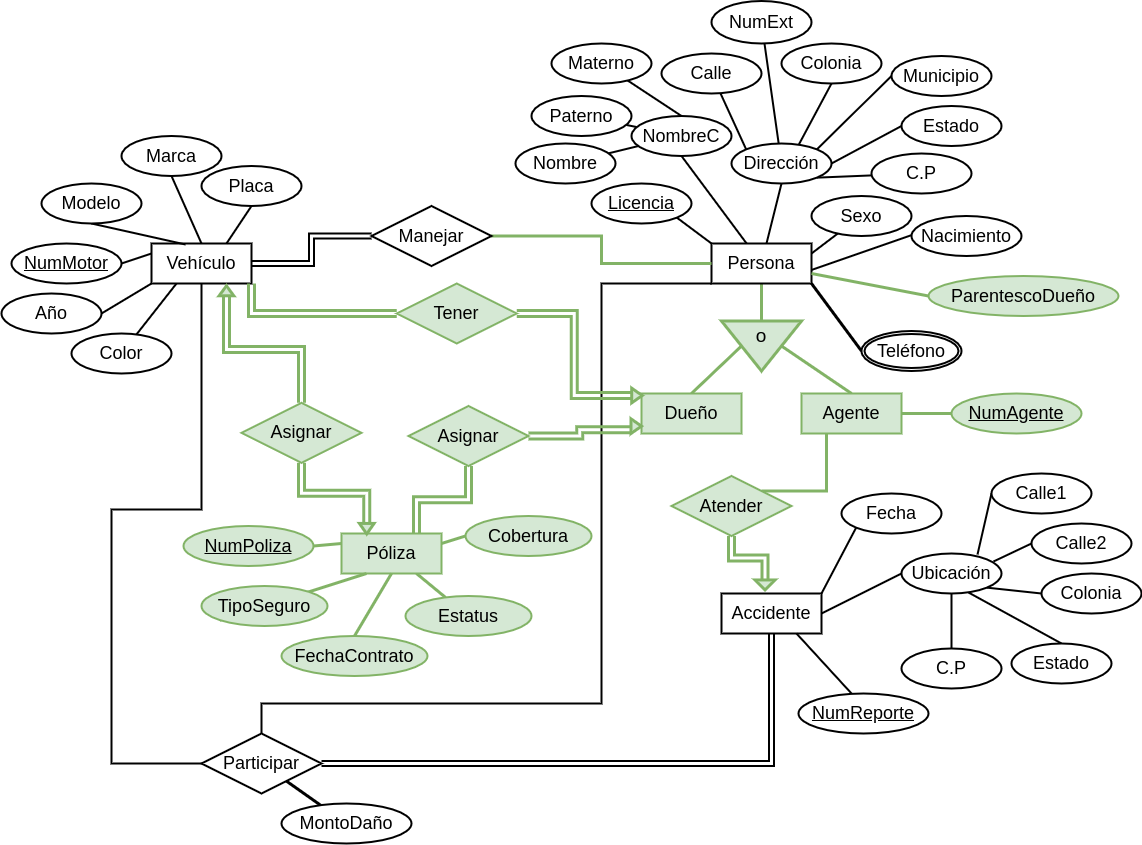 NumExt
Materno
Calle
Colonia
Municipio
Paterno
NombreC
Estado
Marca
Nombre
Dirección
C.P
Placa
Modelo
Licencia
Sexo
Manejar
Nacimiento
NumMotor
Vehículo
Persona
ParentescoDueño
Año
Tener
o
Color
Teléfono
Dueño
Agente
NumAgente
Asignar
Asignar
Calle1
Atender
Fecha
Cobertura
Calle2
NumPoliza
Póliza
Ubicación
Colonia
TipoSeguro
Estatus
Accidente
FechaContrato
C.P
Estado
NumReporte
Participar
MontoDaño